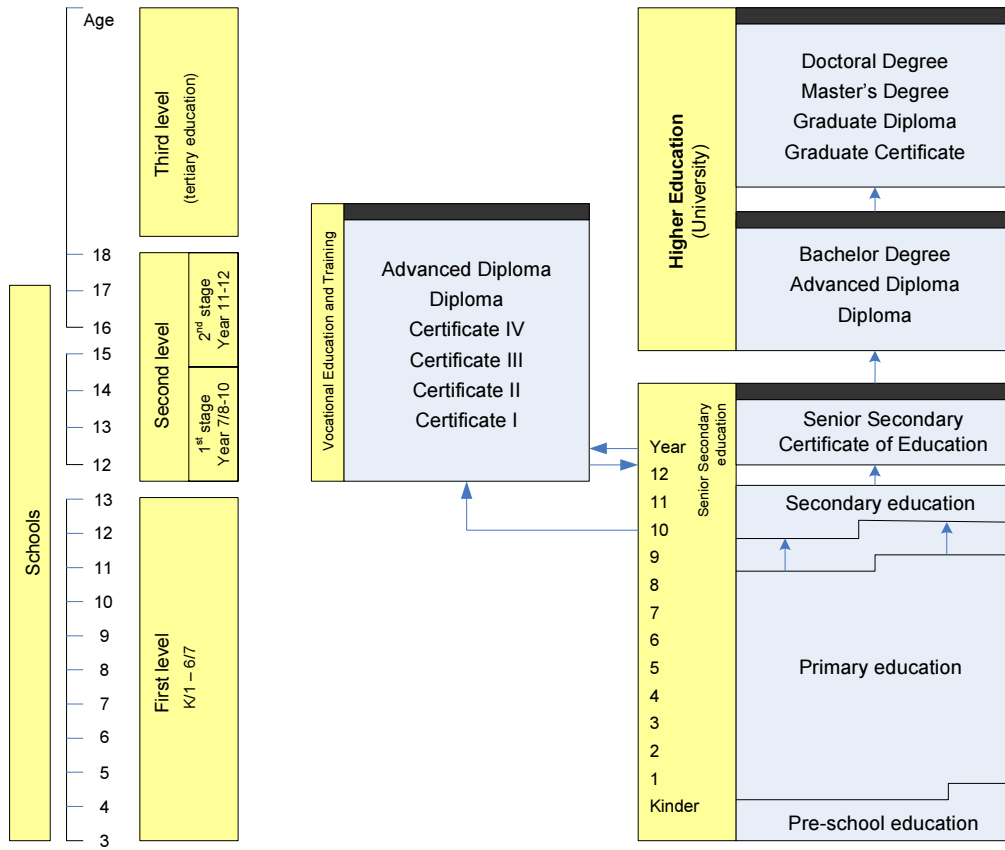 Age
18
17
16
15
14
13
12
13
12
11
10
9
8
7
6
5
4
3
Schools
Third level
(tertiary education)
Second level
2nd stage
Year 11-12
1st stage
Year 7/8-10
First level
K/1 – 6/7
Vocational Education and Training
Advanced Diploma
Diploma
Certificate IV
Certificate III
Certificate II
Certificate I
Higher Education
(University)
Doctoral Degree
Master's Degree
Graduate Diploma
Graduate Certificate
Bachelor Degree
Advanced Diploma
Diploma
Senior Secondary
education
Year
12
11
10
9
8
7
6
5
4
3
2
1
Kinder
Senior Secondary
Certificate of Education
Secondary education
Primary education
Pre-school education